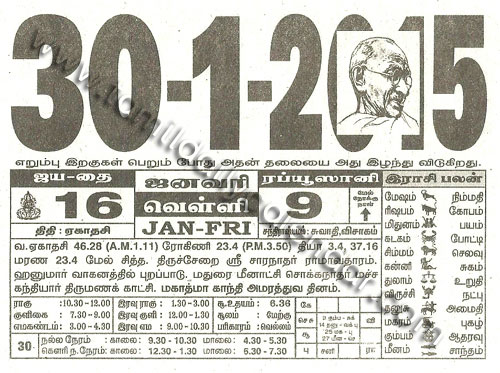 30-1-2015
எறும்பு இறகுகள் பெறும் போது அதன் தலையை அது இழந்து விடுகிறது.
ஜய-தை ஜனவரி ரப்யூஸானி மேல் நோக்கு நாள் இராசி பலன்
16 வெள்ளி 9
திதி : ஏகாதசி JAN-FRI சந்திராஷ்டமம் : சுவாதி, விசாகம்
வ.ஏகாதசி 46.28 (A.M.1.11) ரோகிணி 23.4 (P.M.3.50) 3.4, 37.16
மரண 23.4 மேல் சித்த. திருச்சேறை ஸ்ரீ சாரநாதர் ராமாவதாரம்.
ஹனுமார் வாகனத்தில் புறப்பாடு. மதுரை மீனாட்சி சொக்கநாதர் மச்ச
கந்தியார் திருமணக் காட்சி. மகாத்மா காந்தி அமரத்துவ தினம்.
ராகு :10.30 - 12.00 இரவு ராகு : 1.30 - 3.00 சூ.உதயம் : 6.36
குளிகை : 7.30 - 9.00 இரவு குளி : 10.30-12.00 சூலம் : மேற்கு
எமகண்டம் : 3.00 - 4.30 இரவு எம : 9.00 - 10.30 பரிகாரம் : வெல்லம்
30 நல்ல நேரம் : காலை: 9.30 - 10.30 மாலை: 4.30 - 5.30
கௌரி ந.நேரம் : காலை: 12.30 - 1.30 மாலை: 6.30 - 7.30
மேஷம் நிம்மதி
ரிஷபம் கோபம்
மிதுனம் பயம்
கடகம் போட்டி
சிம்மம் செலவு
கன்னி சுகம்
துலாம் உறுதி
விருச்சி நட்பு
தனுசு அமைதி
மகரம் புகழ்
கும்பம் ஆதரவு
மீனம் சாந்தம்